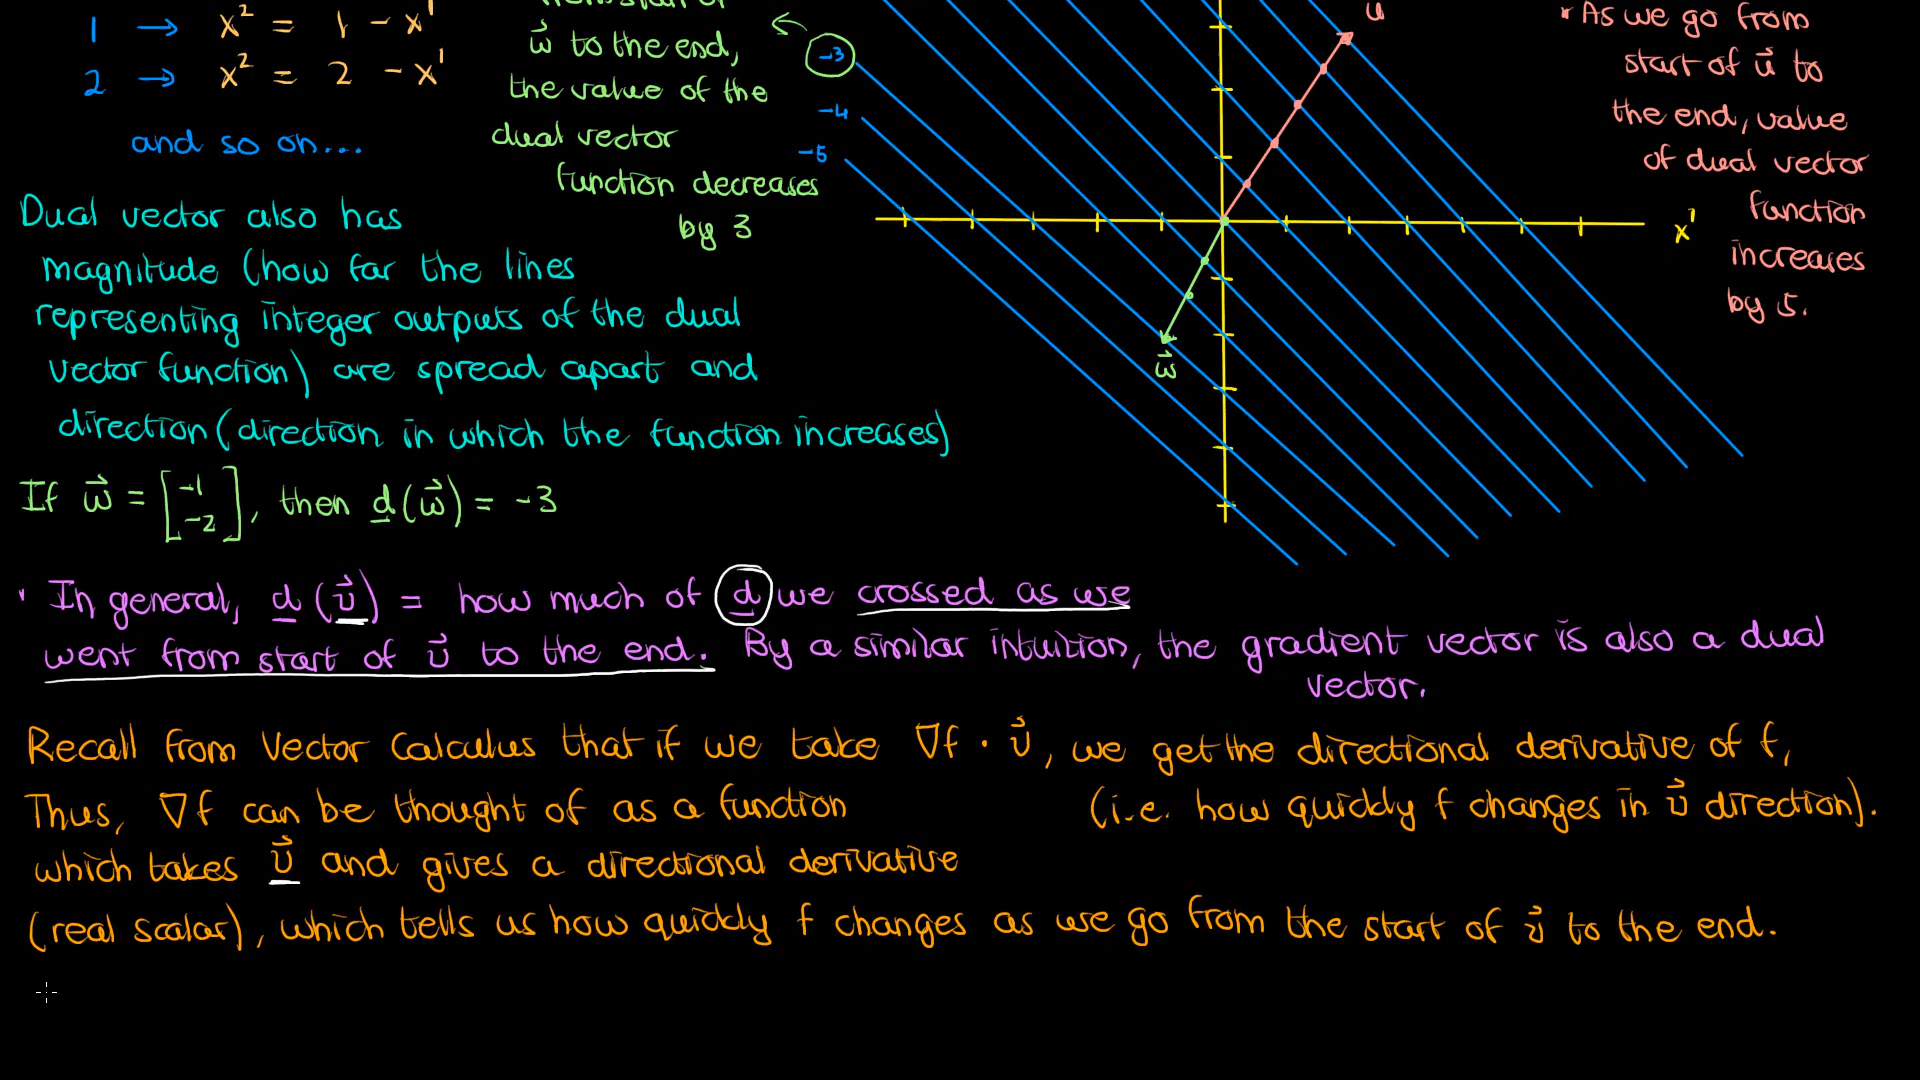 1 → x² = 1 - x¹
2 → x² = 2 - x¹
and so on...
w⃗ to the end,
the value of the
dual vector
function decreases
by 3
-3
-4
-5
u
w⃗
x¹
* As we go from
start of u⃗ to
the end, value
of dual vector
function
increases
by 5.
Dual vector also has
magnitude (how far the lines
representing integer outputs of the dual
vector function) are spread apart and
direction (direction in which the function increases)
If w⃗ = [-1 -2], then d(w⃗) = -3
' In general, d(v⃗) = how much of d we crossed as we
went from start of v⃗ to the end. By a similar intuition, the gradient vector is also a dual
vector.
Recall from Vector Calculus that if we take ∇f · v⃗, we get the directional derivative of f,
(i.e. how quickly f changes in v⃗ direction).
Thus, ∇f can be thought of as a function
which takes v⃗ and gives a directional derivative
(real scalar), which tells us how quickly f changes as we go from the start of v⃗ to the end.